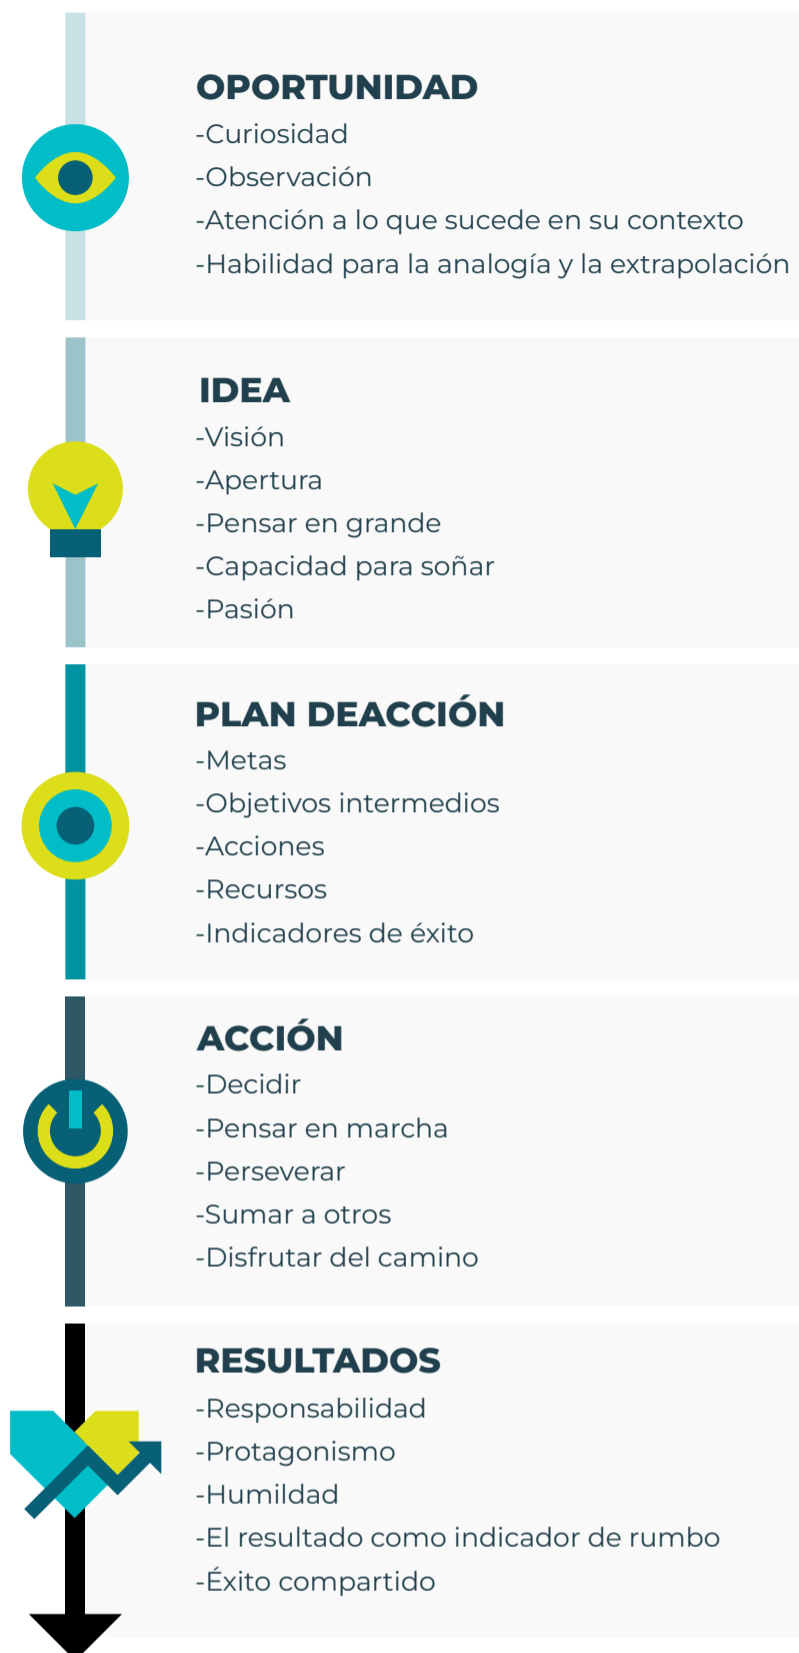 OPORTUNIDAD
-Curiosidad
-Observación
-Atención a lo que sucede en su contexto
-Habilidad para la analogía y la extrapolación
IDEA
-Visión
-Apertura
-Pensar en grande
-Capacidad para soñar
-Pasión
PLAN DEACCIÓN
-Metas
-Objetivos intermedios
-Acciones
-Recursos
-Indicadores de éxito
ACCIÓN
-Decidir
-Pensar en marcha
-Perseverar
-Sumar a otros
-Disfrutar del camino
RESULTADOS
-Responsabilidad
-Protagonismo
-Humildad
-El resultado como indicador de rumbo
-Éxito compartido